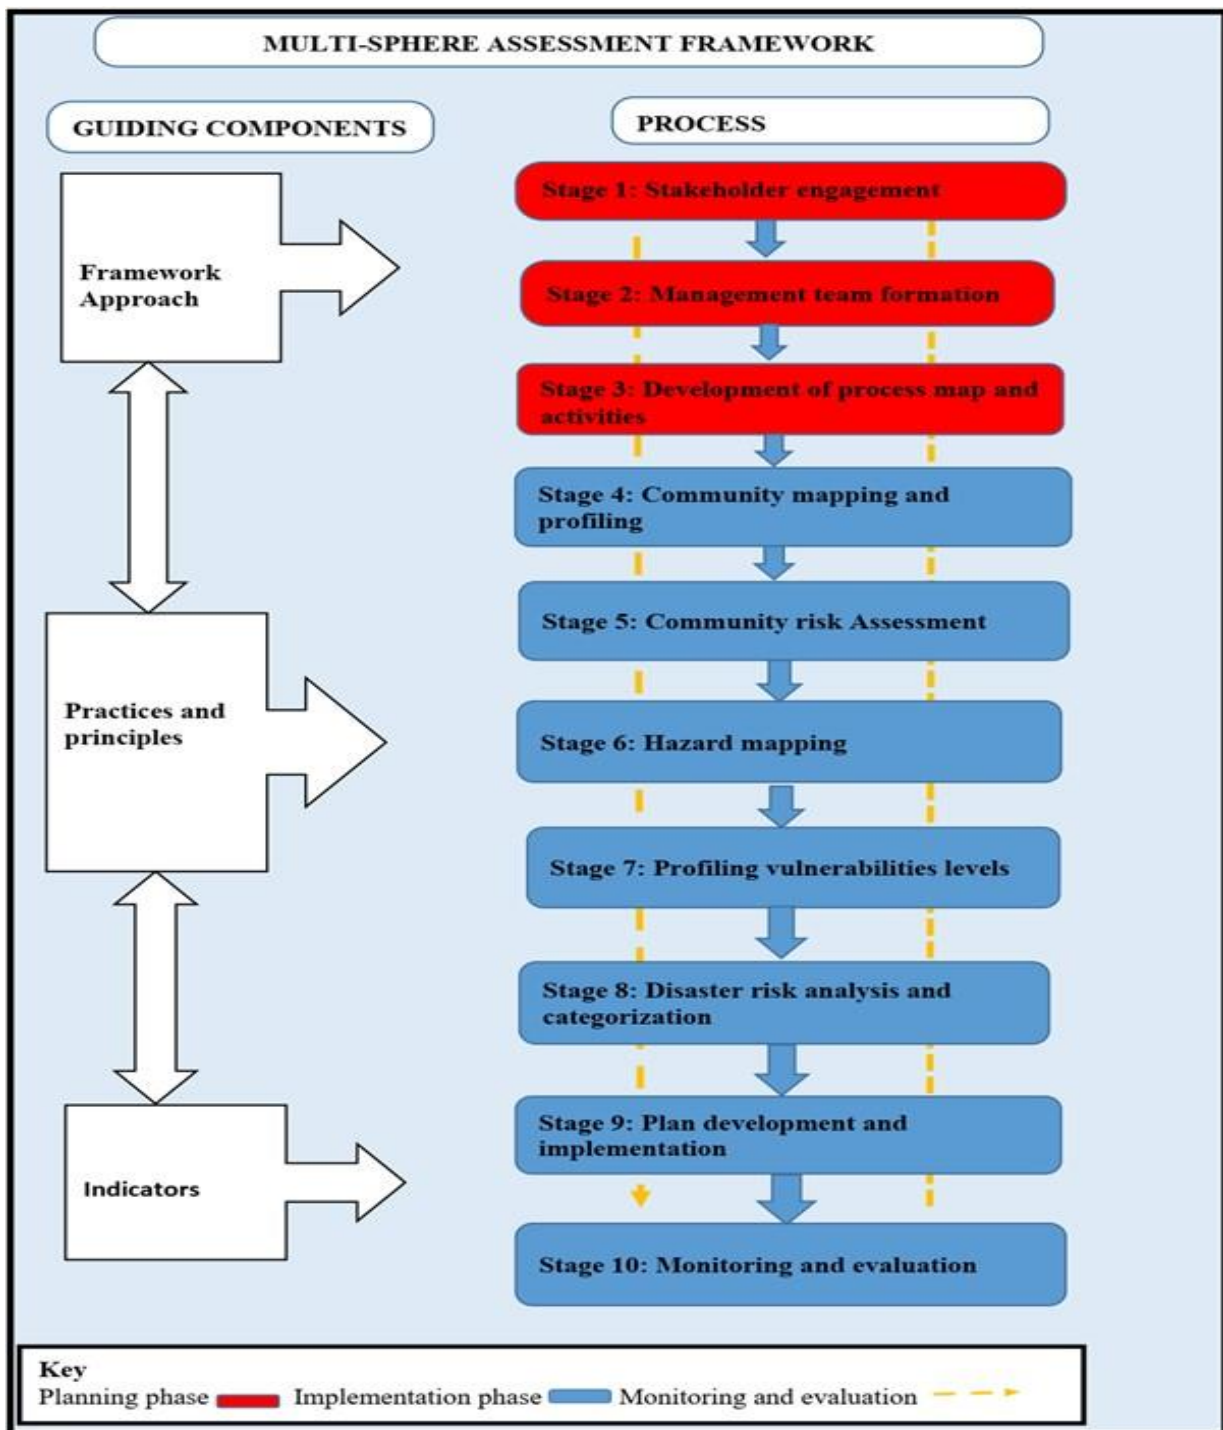 MULTI-SPHERE ASSESSMENT FRAMEWORK
GUIDING COMPONENTS
PROCESS
Framework
Approach
Practices and
principles
Indicators
Stage 1: Stakeholder engagement
Stage 2: Management team formation
Stage 3: Development of process map and
activities
Stage 4: Community mapping and
profiling
Stage 5: Community risk Assessment
Stage 6: Hazard mapping
Stage 7: Profiling vulnerabilities levels
Stage 8: Disaster risk analysis and
categorization
Stage 9: Plan development and
implementation
Stage 10: Monitoring and evaluation
Key
Planning phase Implementation phase Monitoring and evaluation